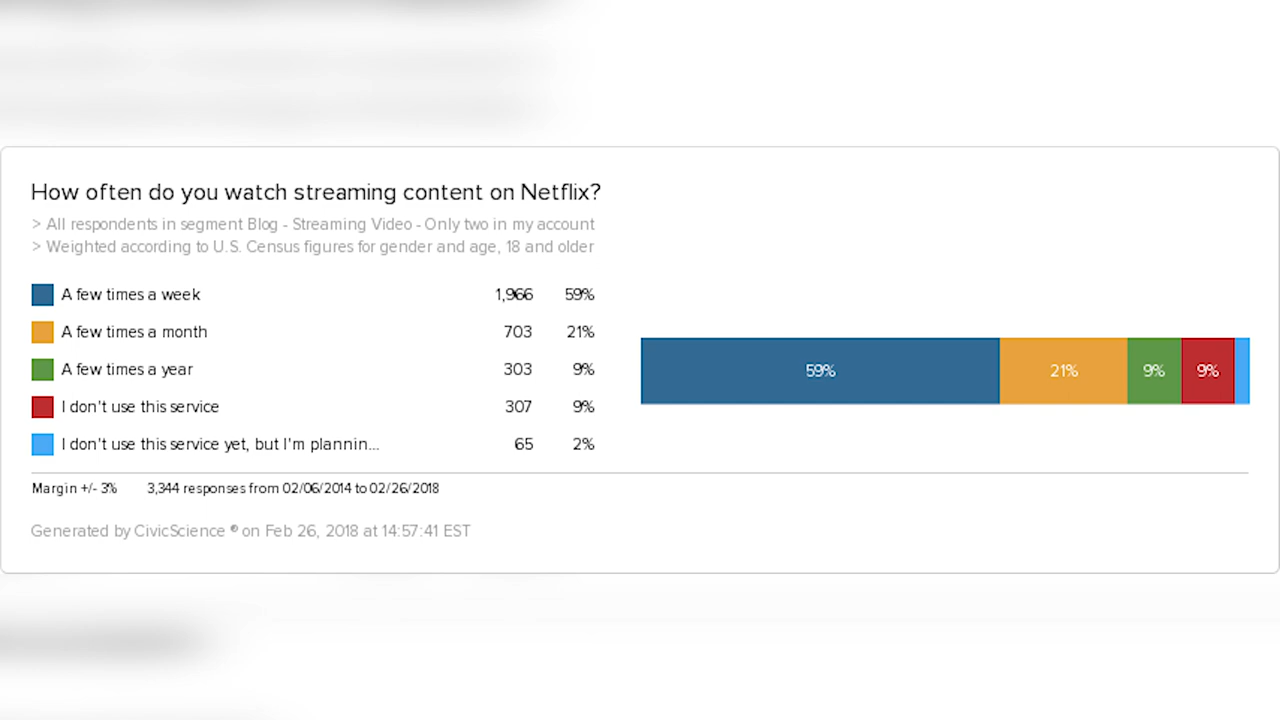 How often do you watch streaming content on Netflix?
> All respondents in segment Blog - Streaming Video - Only two in my account
> Weighted according to U.S. Census figures for gender and age, 18 and older
A few times a week 1,966 59%
A few times a month 703 21%
A few times a year 303 9%
I don't use this service 307 9%
I don't use this service yet, but I'm plannin... 65 2%
59% 21% 9% 9%
Margin +/- 3% 3,344 responses from 02/06/2014 to 02/26/2018
Generated by CivicScience ® on Feb 26, 2018 at 14:57:41 EST